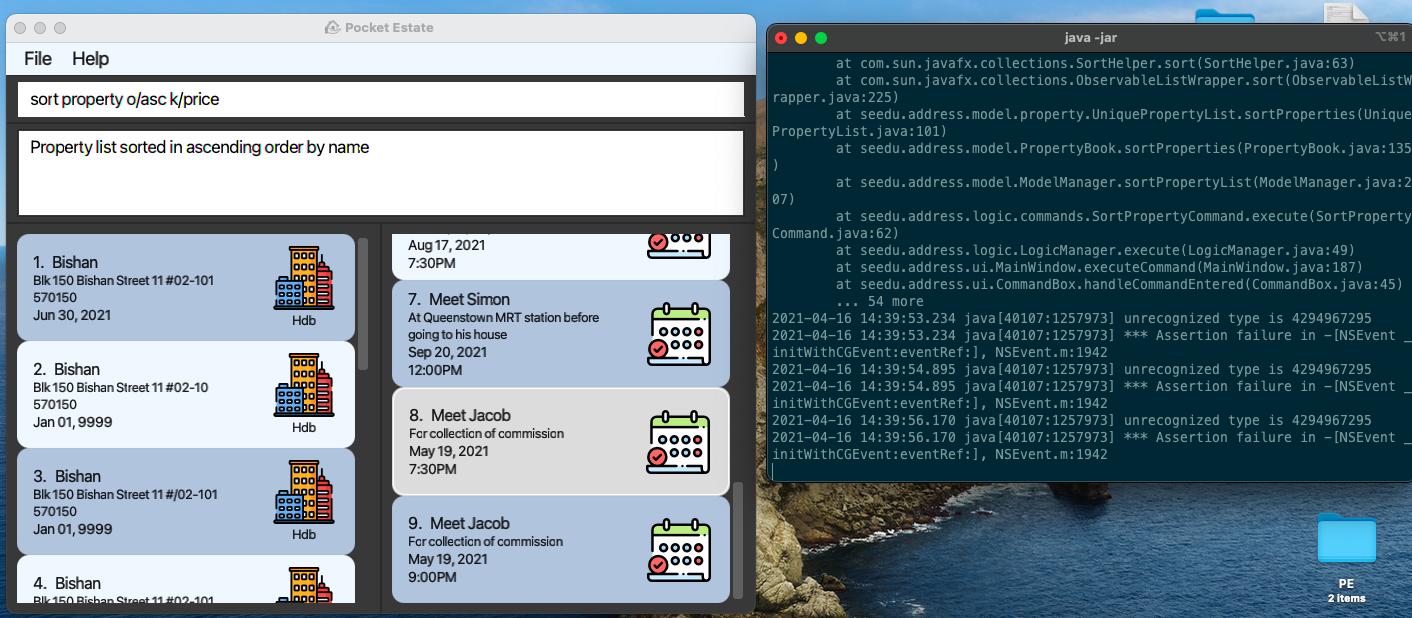 Pocket Estate
File Help
sort property o/asc k/price
Property list sorted in ascending order by name
1. Bishan
Blk 150 Bishan Street 11 #02-101
570150
Jun 30, 2021
Hdb
2. Bishan
Blk 150 Bishan Street 11 #02-10
570150
Jan 01, 9999
Hdb
3. Bishan
Blk 150 Bishan Street 11 #/02-101
570150
Jan 01, 9999
Hdb
4. Bishan
Blk 150 Bishan Street 11 #02-101
Aug 17, 2021
7:30PM
7. Meet Simon
At Queenstown MRT station before
going to his house
Sep 20, 2021
12:00PM
8. Meet Jacob
For collection of commission
May 19, 2021
7:30PM
9. Meet Jacob
For collection of commission
May 19, 2021
9:00PM
java -jar
⌥⌘1
at com.sun.javafx.collections.SortHelper.sort(SortHelper.java:63)
at com.sun.javafx.collections.ObservableListWrapper.sort(ObservableListW
rapper.java:225)
at seedu.address.model.property.UniquePropertyList.sortProperties(Unique
PropertyList.java:101)
at seedu.address.model.PropertyBook.sortProperties(PropertyBook.java:135
)
at seedu.address.model.ModelManager.sortPropertyList(ModelManager.java:2
07)
at seedu.address.logic.commands.SortPropertyCommand.execute(SortProperty
Command.java:62)
at seedu.address.logic.LogicManager.execute(LogicManager.java:49)
at seedu.address.ui.MainWindow.executeCommand(MainWindow.java:187)
at seedu.address.ui.CommandBox.handleCommandEntered(CommandBox.java:45)
... 54 more
2021-04-16 14:39:53.234 java[40107:1257973] unrecognized type is 4294967295
2021-04-16 14:39:53.234 java[40107:1257973] *** Assertion failure in -[NSEvent _
initWithCGEvent:eventRef:], NSEvent.m:1942
2021-04-16 14:39:54.895 java[40107:1257973] unrecognized type is 4294967295
2021-04-16 14:39:54.895 java[40107:1257973] *** Assertion failure in -[NSEvent _
initWithCGEvent:eventRef:], NSEvent.m:1942
2021-04-16 14:39:56.170 java[40107:1257973] unrecognized type is 4294967295
2021-04-16 14:39:56.170 java[40107:1257973] *** Assertion failure in -[NSEvent _
initWithCGEvent:eventRef:], NSEvent.m:1942
PE
2 items